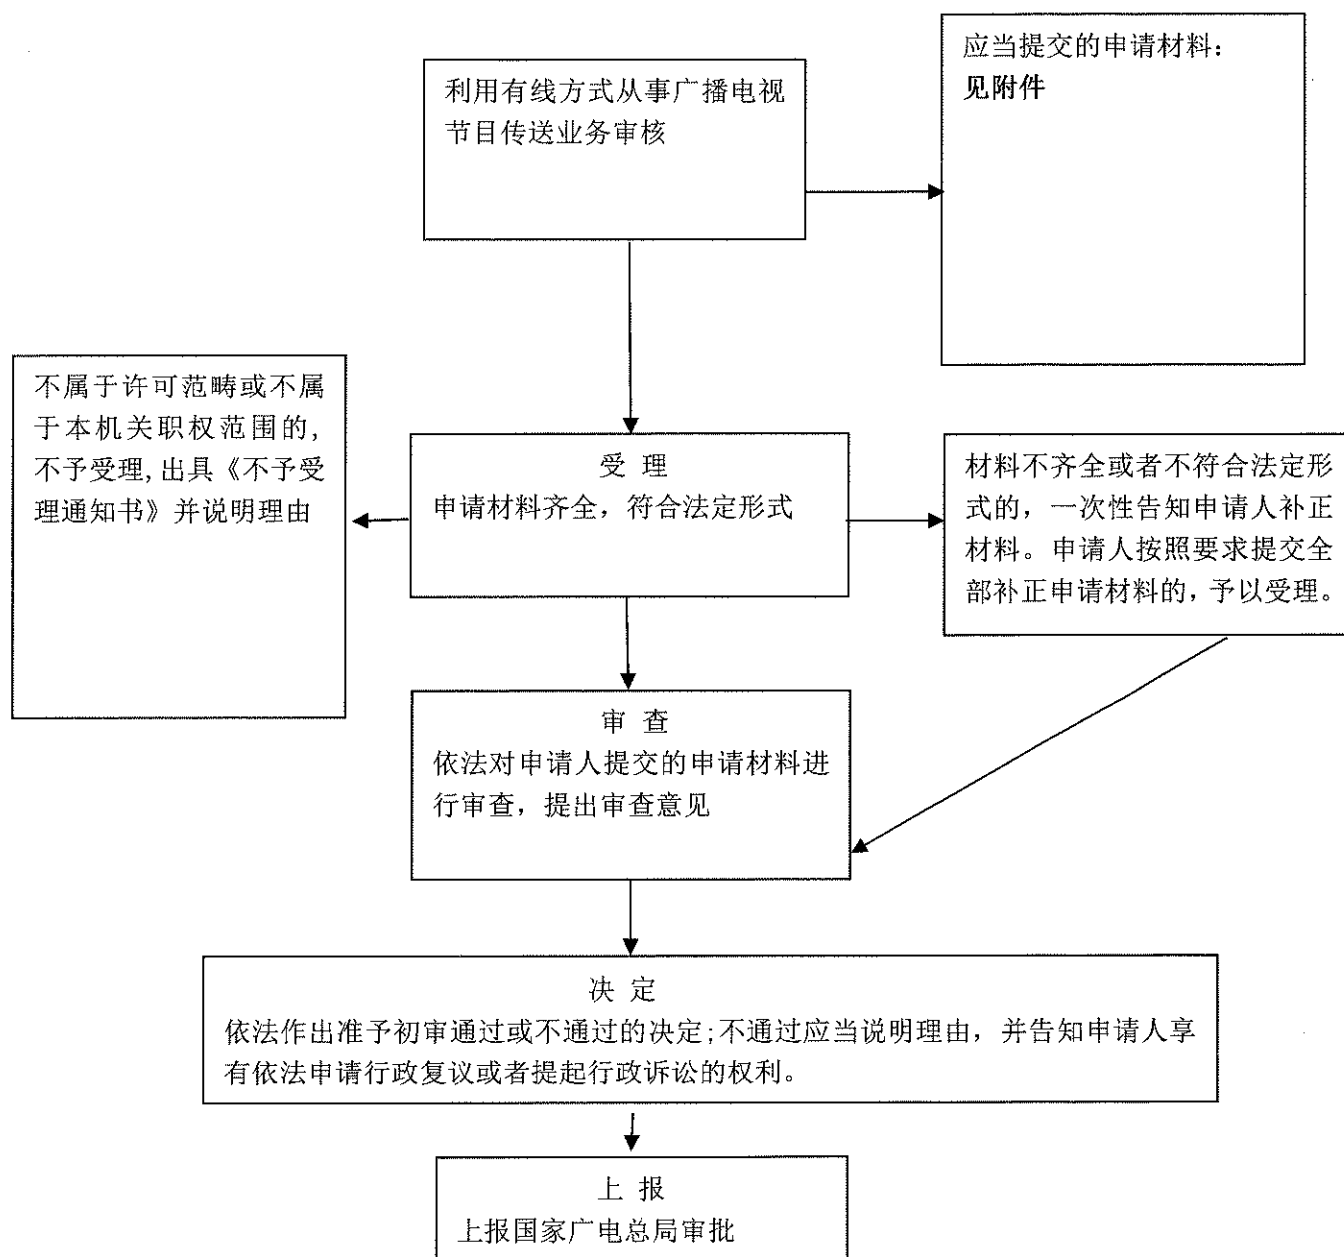 利用有线方式从事广播电视
节目传送业务审核
应当提交的申请材料：
见附件
不属于许可范畴或不属
于本机关职权范围的，
不予受理，出具《不予受
理通知书》并说明理由
受 理
申请材料齐全，符合法定形式
材料不齐全或者不符合法定形
式的，一次性告知申请人补正
材料。申请人按照要求提交全
部补正申请材料的，予以受理。
审 查
依法对申请人提交的申请材料进
行审查，提出审查意见
决 定
依法作出准予初审通过或不通过的决定；不通过应当说明理由，并告知申请人享
有依法申请行政复议或者提起行政诉讼的权利。
上 报
上报国家广电总局审批